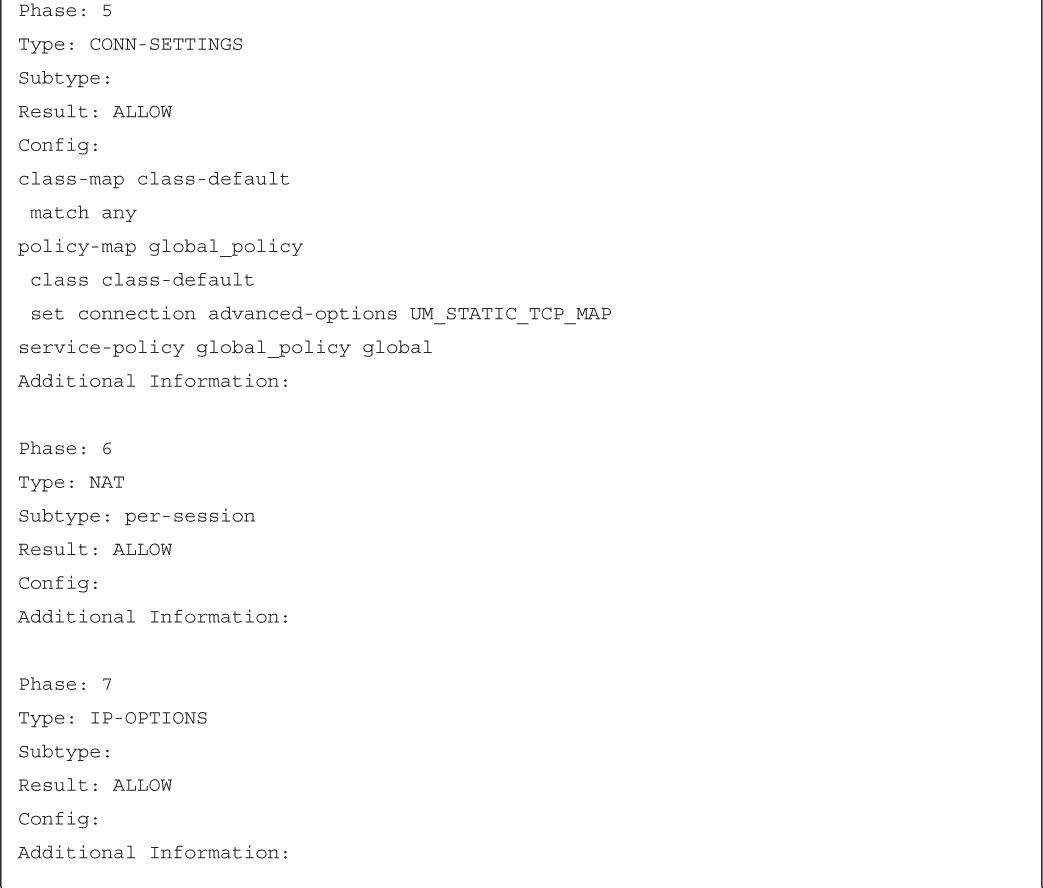 Phase: 5
Type: CONN-SETTINGS
Subtype:
Result: ALLOW
Config:
class-map class-default
 match any
policy-map global_policy
 class class-default
 set connection advanced-options UM_STATIC_TCP_MAP
service-policy global_policy global
Additional Information:

Phase: 6
Type: NAT
Subtype: per-session
Result: ALLOW
Config:
Additional Information:

Phase: 7
Type: IP-OPTIONS
Subtype:
Result: ALLOW
Config:
Additional Information: